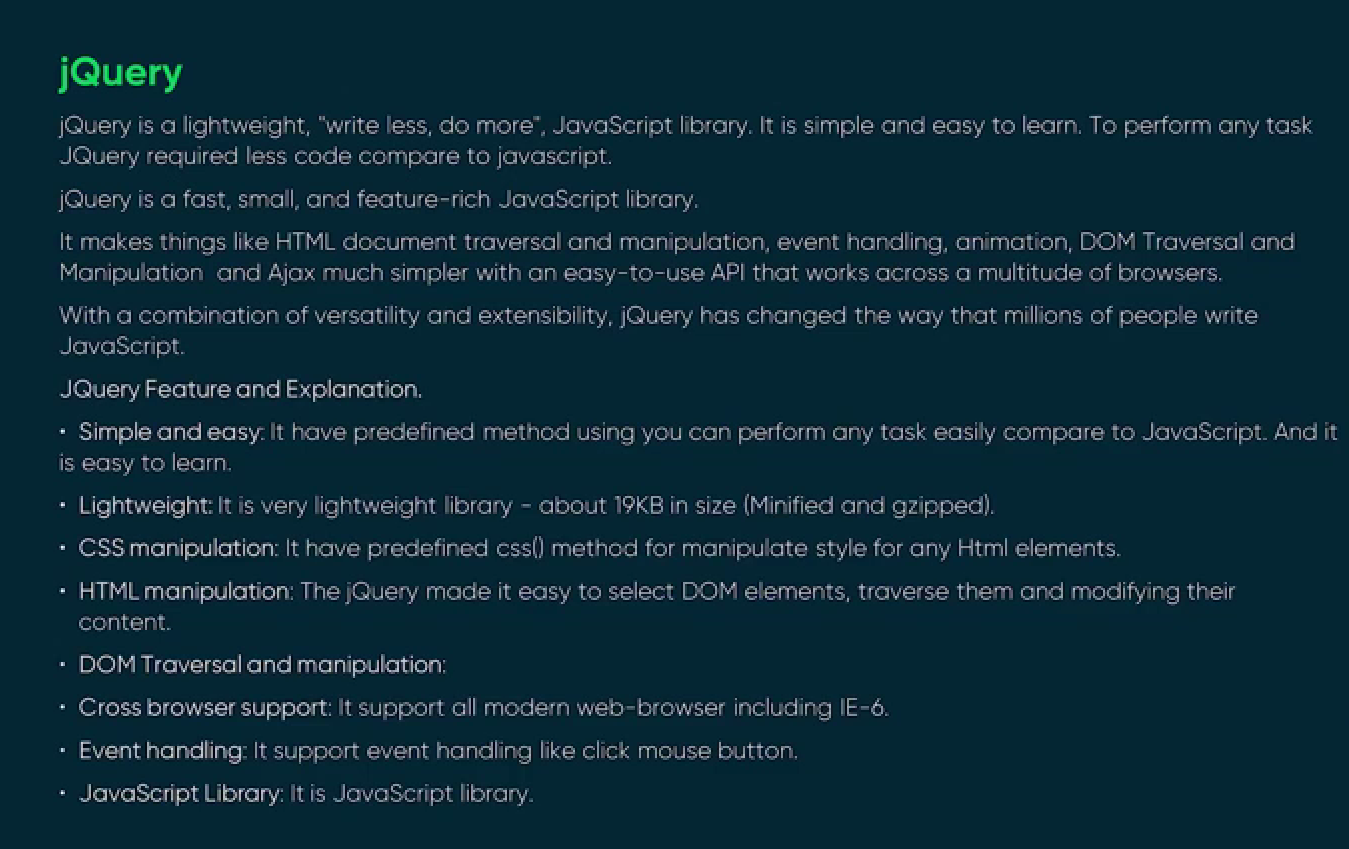 jQuery
jQuery is a lightweight, "write less, do more", JavaScript library. It is simple and easy to learn. To perform any task
JQuery required less code compare to javascript.
jQuery is a fast, small, and feature-rich JavaScript library.
It makes things like HTML document traversal and manipulation, event handling, animation, DOM Traversal and
Manipulation  and Ajax much simpler with an easy-to-use API that works across a multitude of browsers.
With a combination of versatility and extensibility, jQuery has changed the way that millions of people write
JavaScript.
JQuery Feature and Explanation.
• Simple and easy: It have predefined method using you can perform any task easily compare to JavaScript. And it
is easy to learn.
• Lightweight: It is very lightweight library - about 19KB in size (Minified and gzipped).
• CSS manipulation: It have predefined css() method for manipulate style for any Html elements.
• HTML manipulation: The jQuery made it easy to select DOM elements, traverse them and modifying their
content.
• DOM Traversal and manipulation:
• Cross browser support: It support all modern web-browser including IE-6.
• Event handling: It support event handling like click mouse button.
• JavaScript Library: It is JavaScript library.